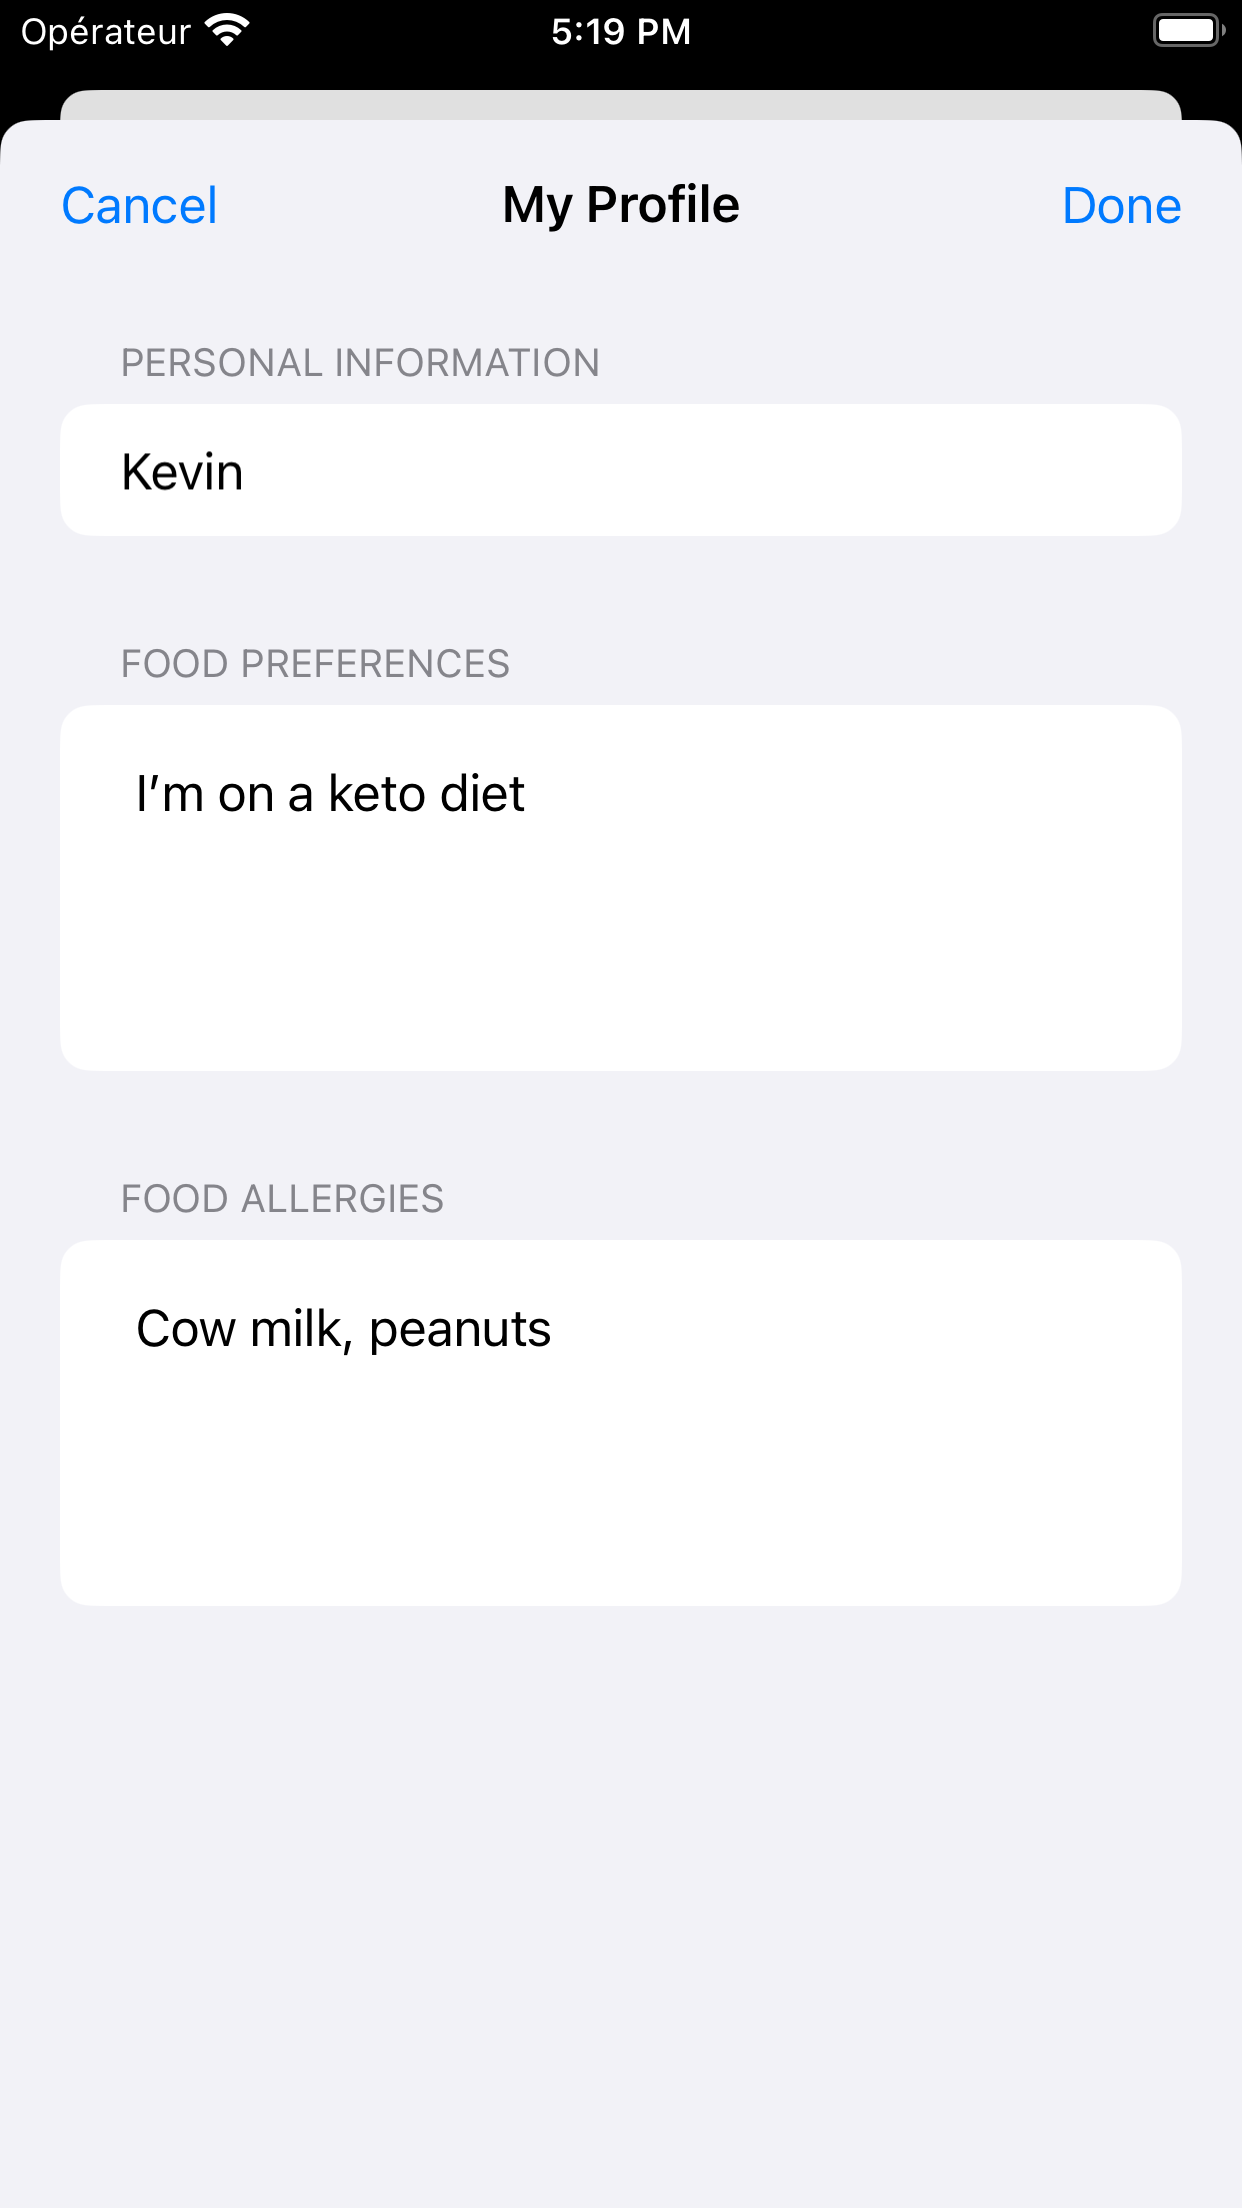 Opérateur 5:19 PM
Cancel My Profile Done
PERSONAL INFORMATION
Kevin
FOOD PREFERENCES
I’m on a keto diet
FOOD ALLERGIES
Cow milk, peanuts